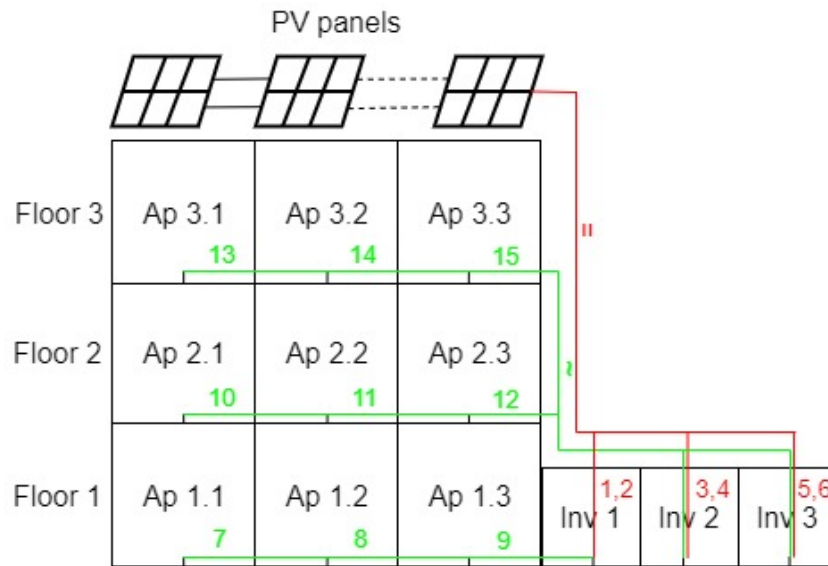 PV panels
Floor 3
Ap 3.1
Ap 3.2
Ap 3.3
13
14
15
=
Floor 2
Ap 2.1
Ap 2.2
Ap 2.3
10
11
12
~
Floor 1
Ap 1.1
Ap 1.2
Ap 1.3
7
8
9
1,2
3,4
5,6
Inv 1
Inv 2
Inv 3